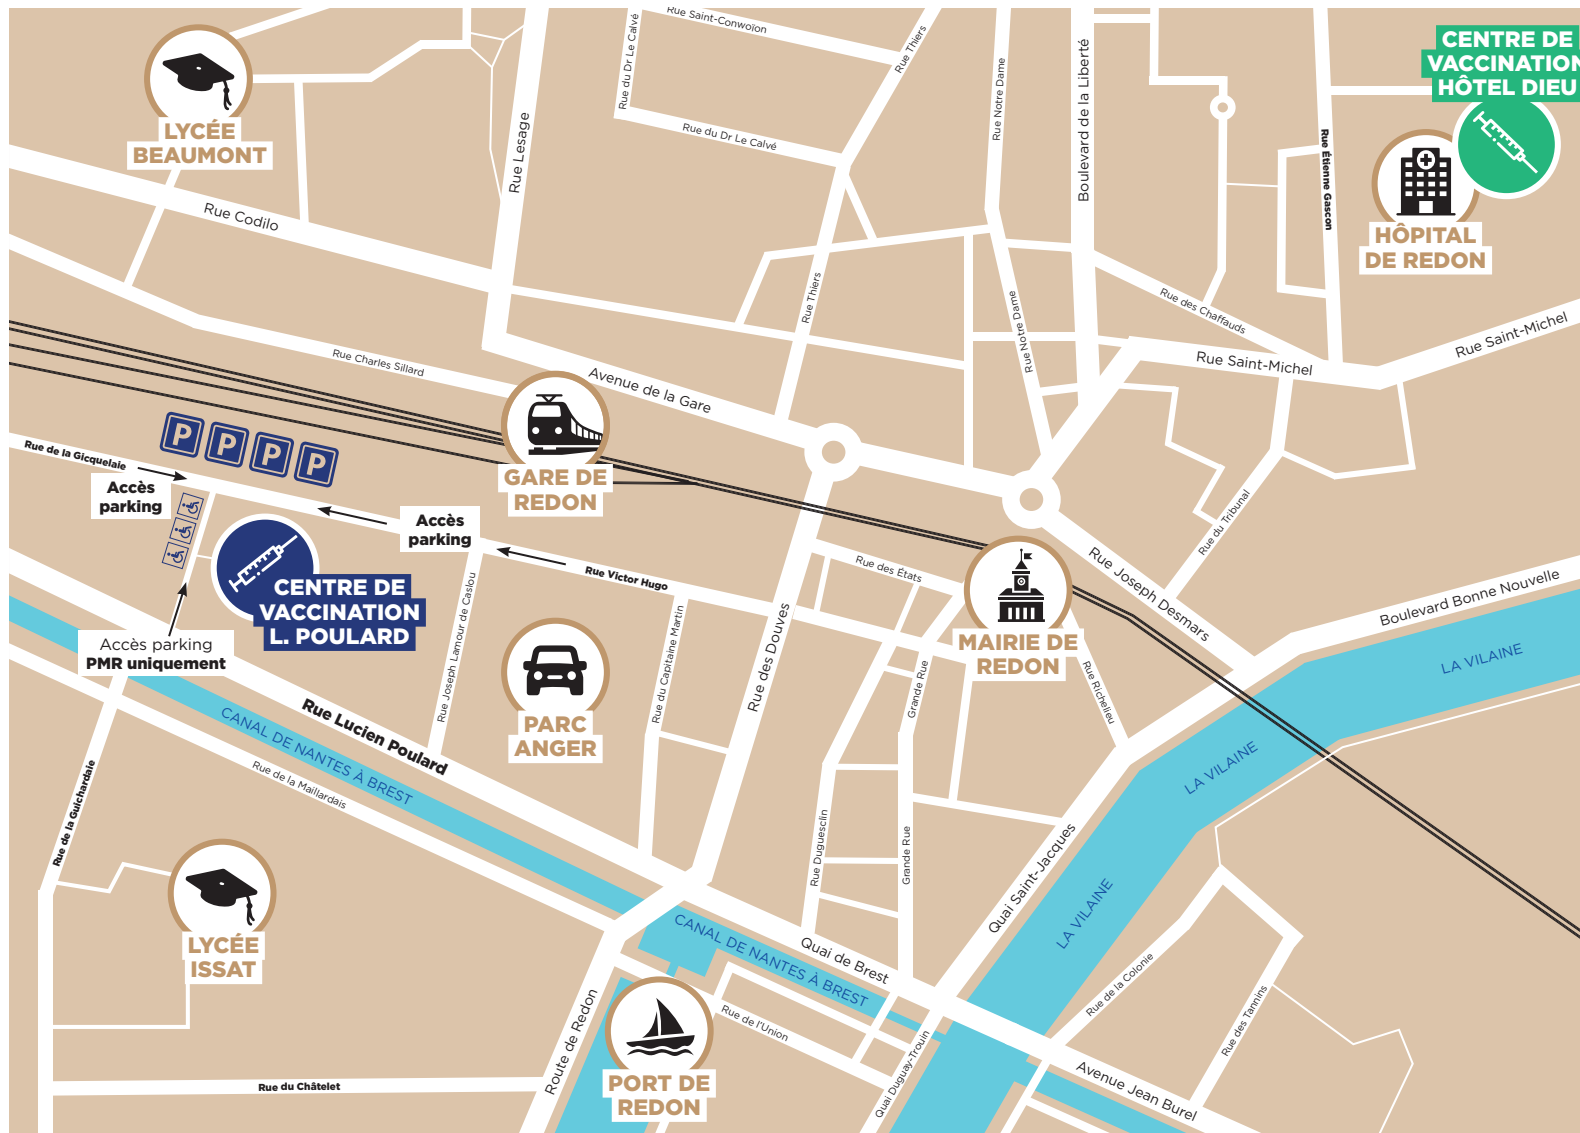 Rue Saint-Conwoïon
Rue Thiers
Rue du Dr Le Calvé
Rue du Dr Le Calvé
Rue Notre Dame
Boulevard de la Liberté
CENTRE DE
VACCINATION
HÔTEL DIEU
LYCÉE
BEAUMONT
Rue Lesage
Rue Étienne Gascon
HÔPITAL
DE REDON
Rue Codilo
Rue Thiers
Rue Notre Dame
Rue des Chaffauds
Rue Saint-Michel
Rue Saint-Michel
Rue Charles Sillard
Avenue de la Gare
P
P
P
P
Rue de la Gicquelaie
Accès
parking
GARE DE
REDON
Accès
parking
Rue du Tribunal
Rue Victor Hugo
Rue des États
Rue Joseph Desmars
Boulevard Bonne Nouvelle
CENTRE DE
VACCINATION
L. POULARD
Rue Joseph Lamour de Caslou
Rue du Capitaine Martin
Rue des Douves
MAIRIE DE
REDON
Accès parking
PMR uniquement
Grande Rue
Rue Richelieu
LA VILAINE
Rue Lucien Poulard
PARC
ANGER
CANAL DE NANTES À BREST
Rue de la Maillardais
Rue de la Guichardaie
LA VILAINE
Rue Duguesclin
Grande Rue
Quai Saint-Jacques
LA VILAINE
LYCÉE
ISSAT
CANAL DE NANTES À BREST
Quai de Brest
Rue de la Colonie
Rue des Tannins
Route de Redon
Rue de l'Union
Quai Duguay-Trouin
Avenue Jean Burel
PORT DE
REDON
Rue du Châtelet